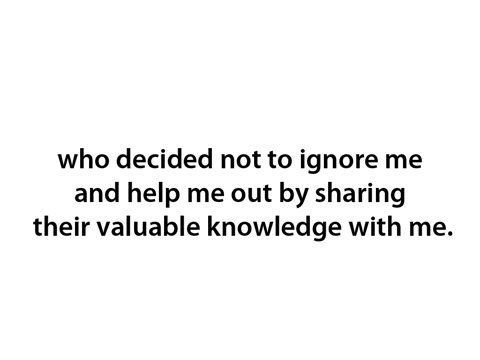 who decided not to ignore me
and help me out by sharing
their valuable knowledge with me.